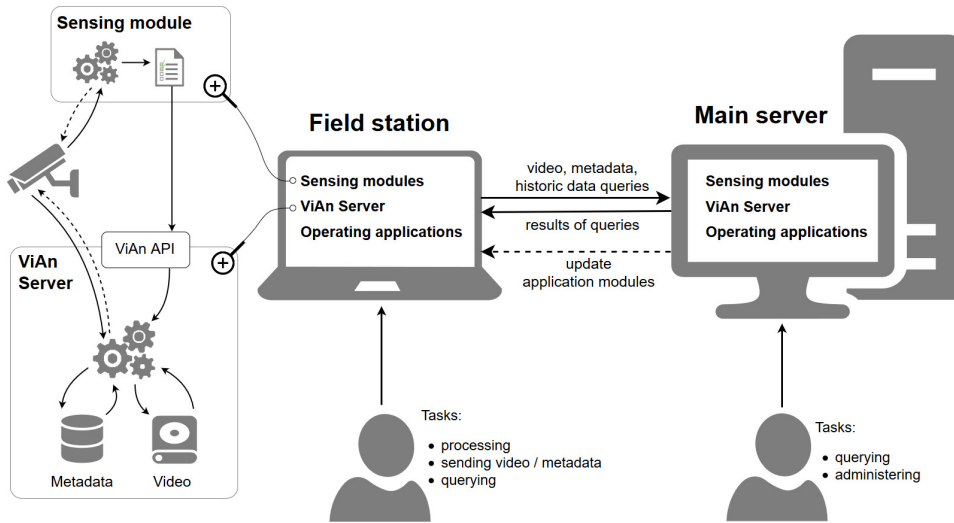 Sensing module
ViAn API
ViAn
Server
Metadata
Video
Field station
Sensing modules
ViAn Server
Operating applications
video, metadata,
historic data queries
results of queries
update
application modules
Main server
Sensing modules
ViAn Server
Operating applications
Tasks:
processing
sending video / metadata
querying
Tasks:
querying
administering